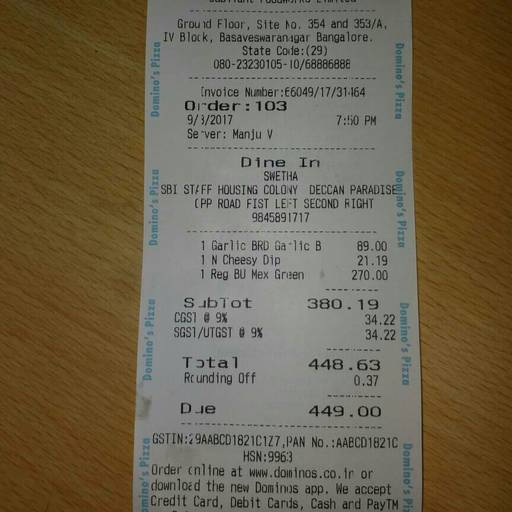 Ground Floor, Site No. 354 and 353/A,
IV Block, Basaveswaranagar Bangalore.
State Code:(29)
080-23230105-10/68886888
Invoice Number:66049/17/31464
Order:103
9/3/2017 7:50 PM
Server: Manju V
Dine In
SWETHA
SBI STAFF HOUSING COLONY DECCAN PARADISE
OPP ROAD FIST LEFT SECOND RIGHT
9845891717
1 Garlic BRD Garlic B 89.00
1 N Cheesy Dip 21.19
1 Reg BU Mex Green 270.00
SubTot 380.19
CGST @ 9% 34.22
SGST/UTGST @ 9% 34.22
Total 448.63
Rounding Off 0.37
Due 449.00
GSTIN:29AABCD1821C1Z7,PAN No.:AABCD1821C
HSN:9963
Order online at www.dominos.co.in or
download the new Dominos app. We accept
Credit Card, Debit Cards, Cash and PayTM
Domino's Pizza
Domino's Pizza
Domino's Pizza
Domino's Pizza
Domino's Pizza
Domino's Pizza
Domino's Pizza